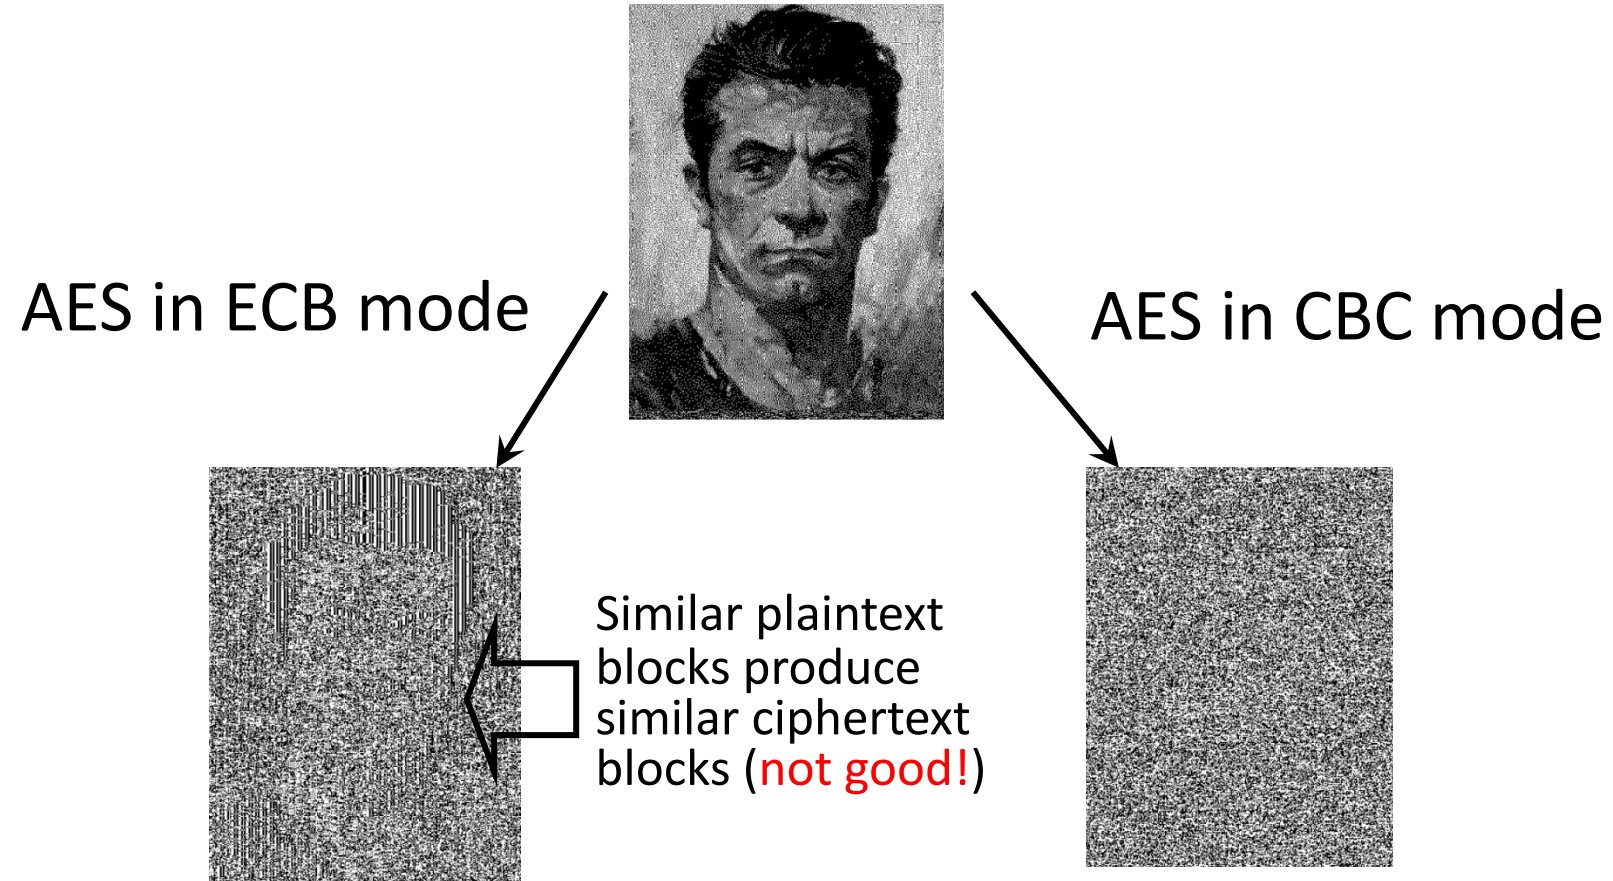 AES in ECB mode
AES in CBC mode
Similar plaintext
blocks produce
similar ciphertext
blocks (not good!)